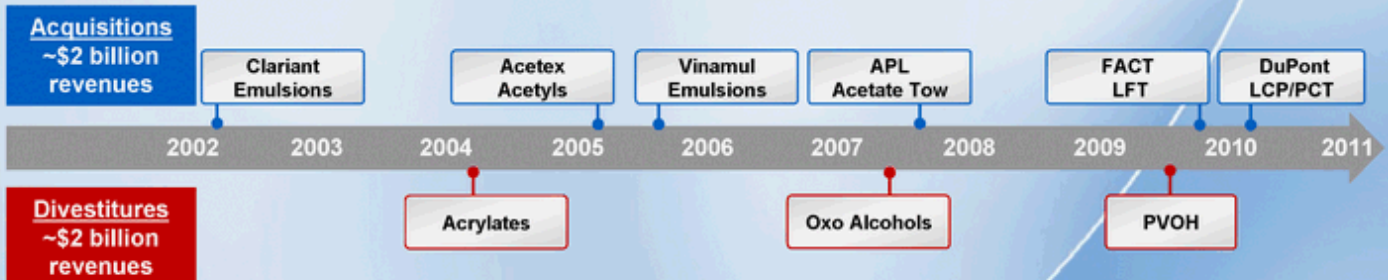 Acquisitions
~$2 billion
revenues
Clariant
Emulsions
Acetex
Acetyls
Vinamul
Emulsions
APL
Acetate Tow
FACT
LFT
DuPont
LCP/PCT
2002 2003 2004 2005 2006 2007 2008 2009 2010 2011
Divestitures
~$2 billion
revenues
Acrylates
Oxo Alcohols
PVOH